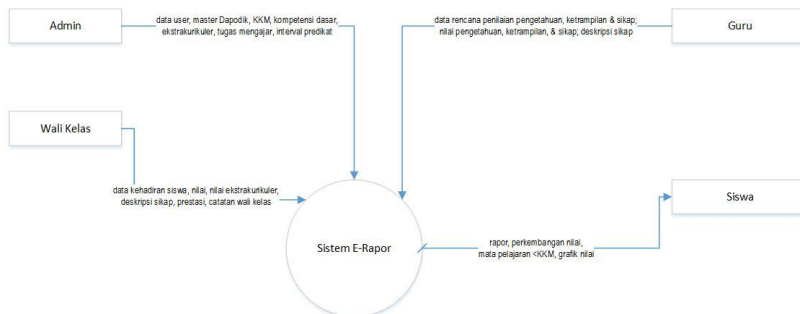 Admin
data user, master Dapodik, KKM, kompetensi dasar,
ekstrakurikuler, tugas mengajar, interval predikat
data rencana penilaian pengetahuan, ketrampilan & sikap;
nilai pengetahuan, ketrampilan, & sikap; deskripsi sikap
Guru
Wali Kelas
data kehadiran siswa, nilai, nilai ekstrakurikuler,
deskripsi sikap, prestasi, catatan wali kelas
Siswa
Sistem E-Rapor
rapor, perkembangan nilai,
mata pelajaran <KKM, grafik nilai